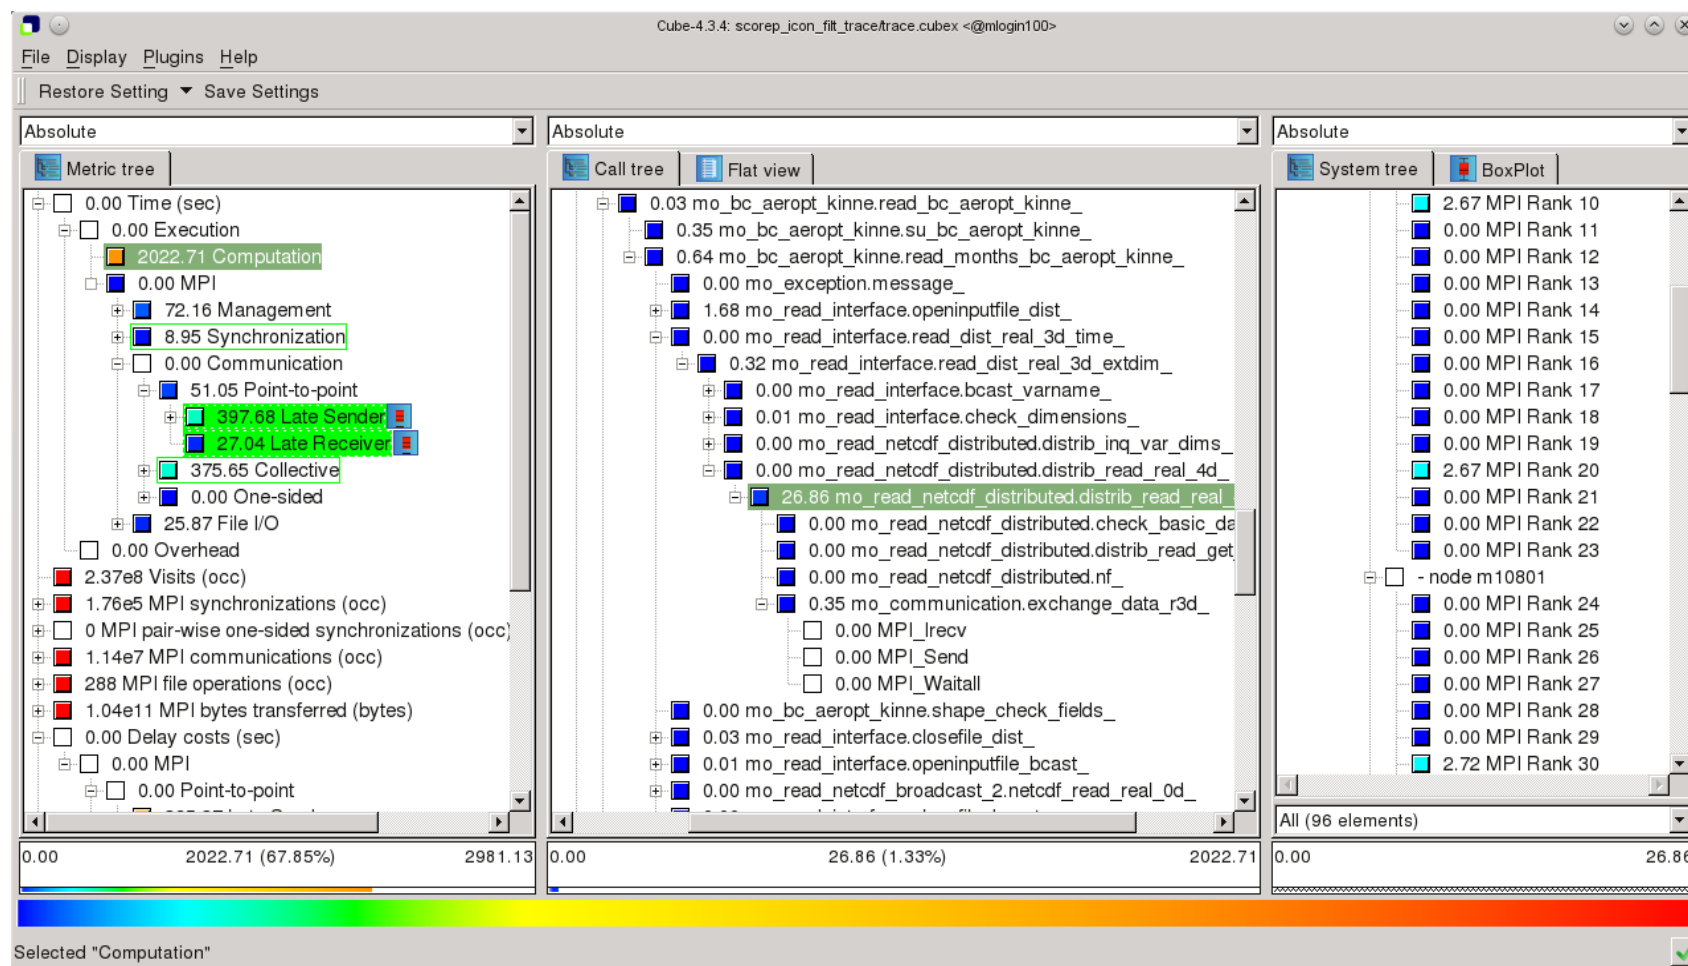 Cube-4.3.4: scorep_icon_filt_trace/trace.cubex <@mlogin100>
File Display Plugins Help
Restore Setting Save Settings
Absolute
Metric tree
0.00 Time (sec)
0.00 Execution
2022.71 Computation
0.00 MPI
72.16 Management
8.95 Synchronization
0.00 Communication
51.05 Point-to-point
397.68 Late Sender
27.04 Late Receiver
375.65 Collective
0.00 One-sided
25.87 File I/O
0.00 Overhead
2.37e8 Visits (occ)
1.76e5 MPI synchronizations (occ)
0 MPI pair-wise one-sided synchronizations (occ)
1.14e7 MPI communications (occ)
288 MPI file operations (occ)
1.04e11 MPI bytes transferred (bytes)
0.00 Delay costs (sec)
0.00 MPI
0.00 Point-to-point
0.00 2022.71 (67.85%) 2981.13
Absolute
Call tree Flat view
0.03 mo_bc_aeropt_kinne.read_bc_aeropt_kinne_
0.35 mo_bc_aeropt_kinne.su_bc_aeropt_kinne_
0.64 mo_bc_aeropt_kinne.read_months_bc_aeropt_kinne_
0.00 mo_exception.message_
1.68 mo_read_interface.openinputfile_dist_
0.00 mo_read_interface.read_dist_real_3d_time_
0.32 mo_read_interface.read_dist_real_3d_extdim_
0.00 mo_read_interface.bcast_varname_
0.01 mo_read_interface.check_dimensions_
0.00 mo_read_netcdf_distributed.distrib_inq_var_dims_
0.00 mo_read_netcdf_distributed.distrib_read_real_4d_
26.86 mo_read_netcdf_distributed.distrib_read_real_
0.00 mo_read_netcdf_distributed.check_basic_da
0.00 mo_read_netcdf_distributed.distrib_read_get_
0.00 mo_read_netcdf_distributed.nf_
0.35 mo_communication.exchange_data_r3d_
0.00 MPI_Irecv
0.00 MPI_Send
0.00 MPI_Waitall
0.00 mo_bc_aeropt_kinne.shape_check_fields_
0.03 mo_read_interface.closefile_dist_
0.01 mo_read_interface.openinputfile_bcast_
0.00 mo_read_netcdf_broadcast_2.netcdf_read_real_0d_
0.00 26.86 (1.33%) 2022.71
Absolute
System tree BoxPlot
2.67 MPI Rank 10
0.00 MPI Rank 11
0.00 MPI Rank 12
0.00 MPI Rank 13
0.00 MPI Rank 14
0.00 MPI Rank 15
0.00 MPI Rank 16
0.00 MPI Rank 17
0.00 MPI Rank 18
0.00 MPI Rank 19
2.67 MPI Rank 20
0.00 MPI Rank 21
0.00 MPI Rank 22
0.00 MPI Rank 23
- node m10801
0.00 MPI Rank 24
0.00 MPI Rank 25
0.00 MPI Rank 26
0.00 MPI Rank 27
0.00 MPI Rank 28
0.00 MPI Rank 29
2.72 MPI Rank 30
All (96 elements)
0.00 26.86
Selected "Computation"